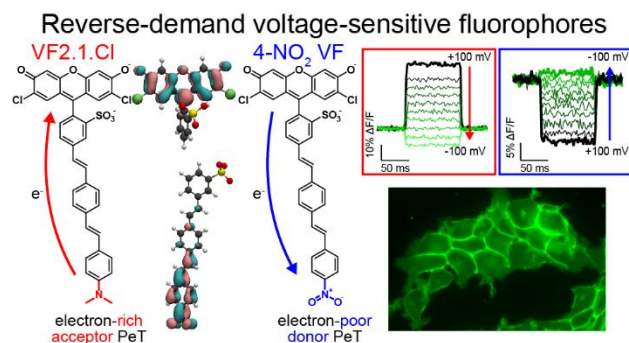 Reverse-demand voltage-sensitive fluorophores
VF2.1.Cl
4-NO₂ VF
O O O⁻
Cl Cl
SO₃⁻
e⁻
N
electron-rich
acceptor PeT
O O O⁻
Cl Cl
SO₃⁻
e⁻
N⁺
O O⁻
electron-poor
donor PeT
+100 mV
10% ΔF/F
-100 mV
50 ms
-100 mV
5% ΔF/F
+100 mV
50 ms